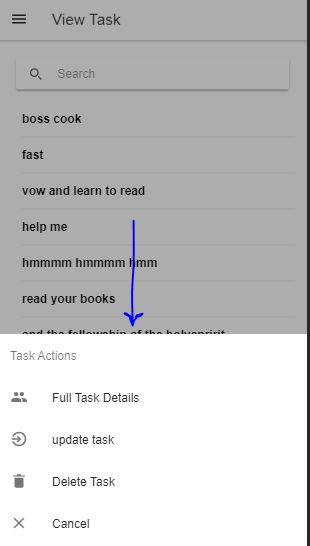 View Task
Search
boss cook
fast
vow and learn to read
help me
hmmmm hmmmm hmm
read your books
and the fellowship of the holyspririt
Task Actions
Full Task Details
update task
Delete Task
Cancel